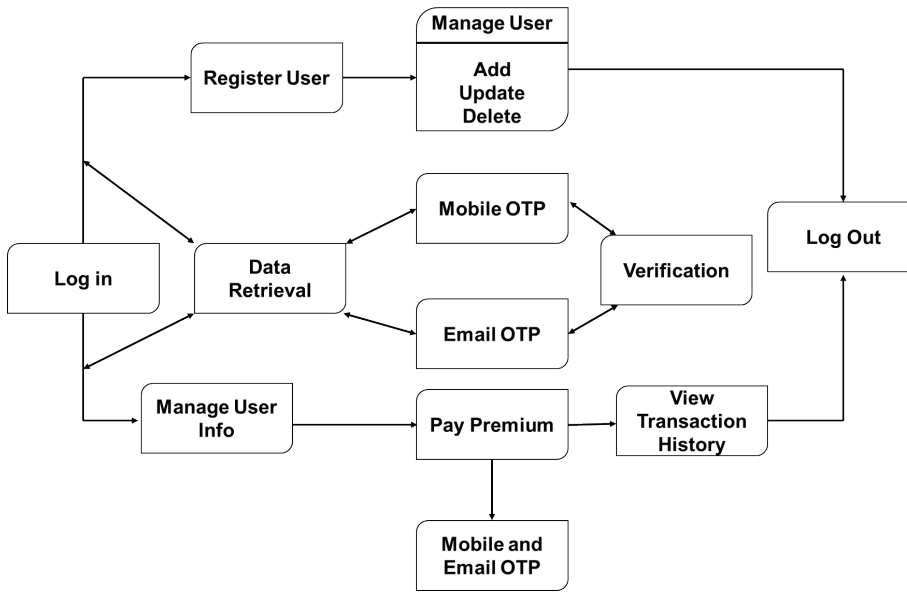 Manage User
Add
Update
Delete
Register User
Mobile OTP
Log Out
Data
Retrieval
Verification
Log in
Email OTP
Manage User
Info
Pay Premium
View
Transaction
History
Mobile and
Email OTP